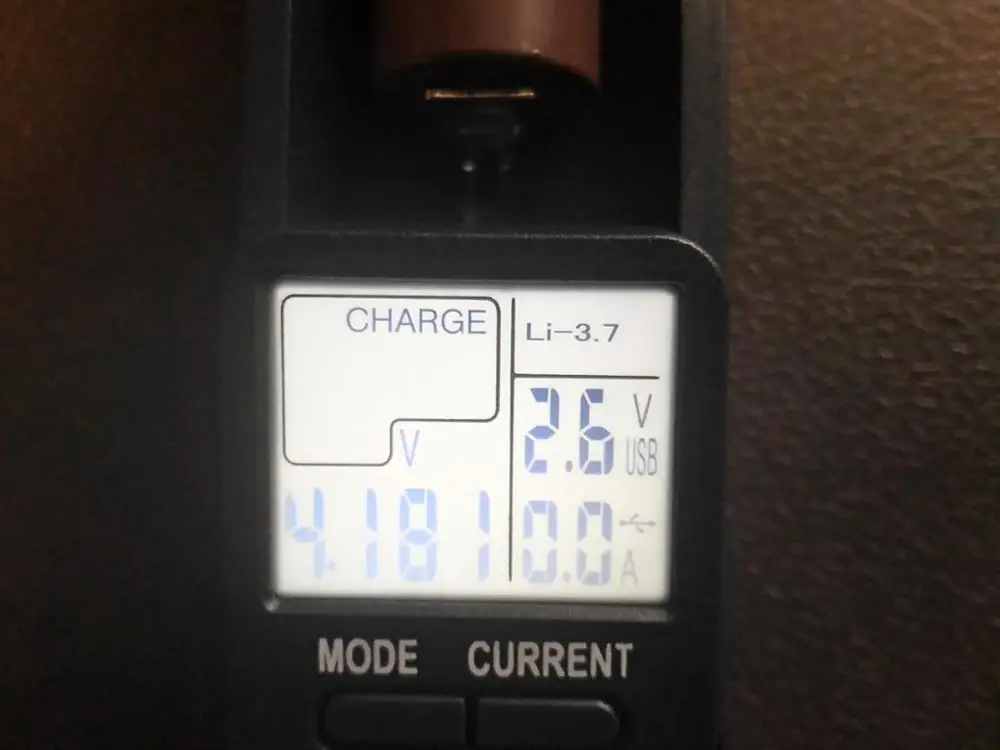 CHARGE
Li-3.7
2.6 V
USB
V
4.181
0.0 A
MODE CURRENT